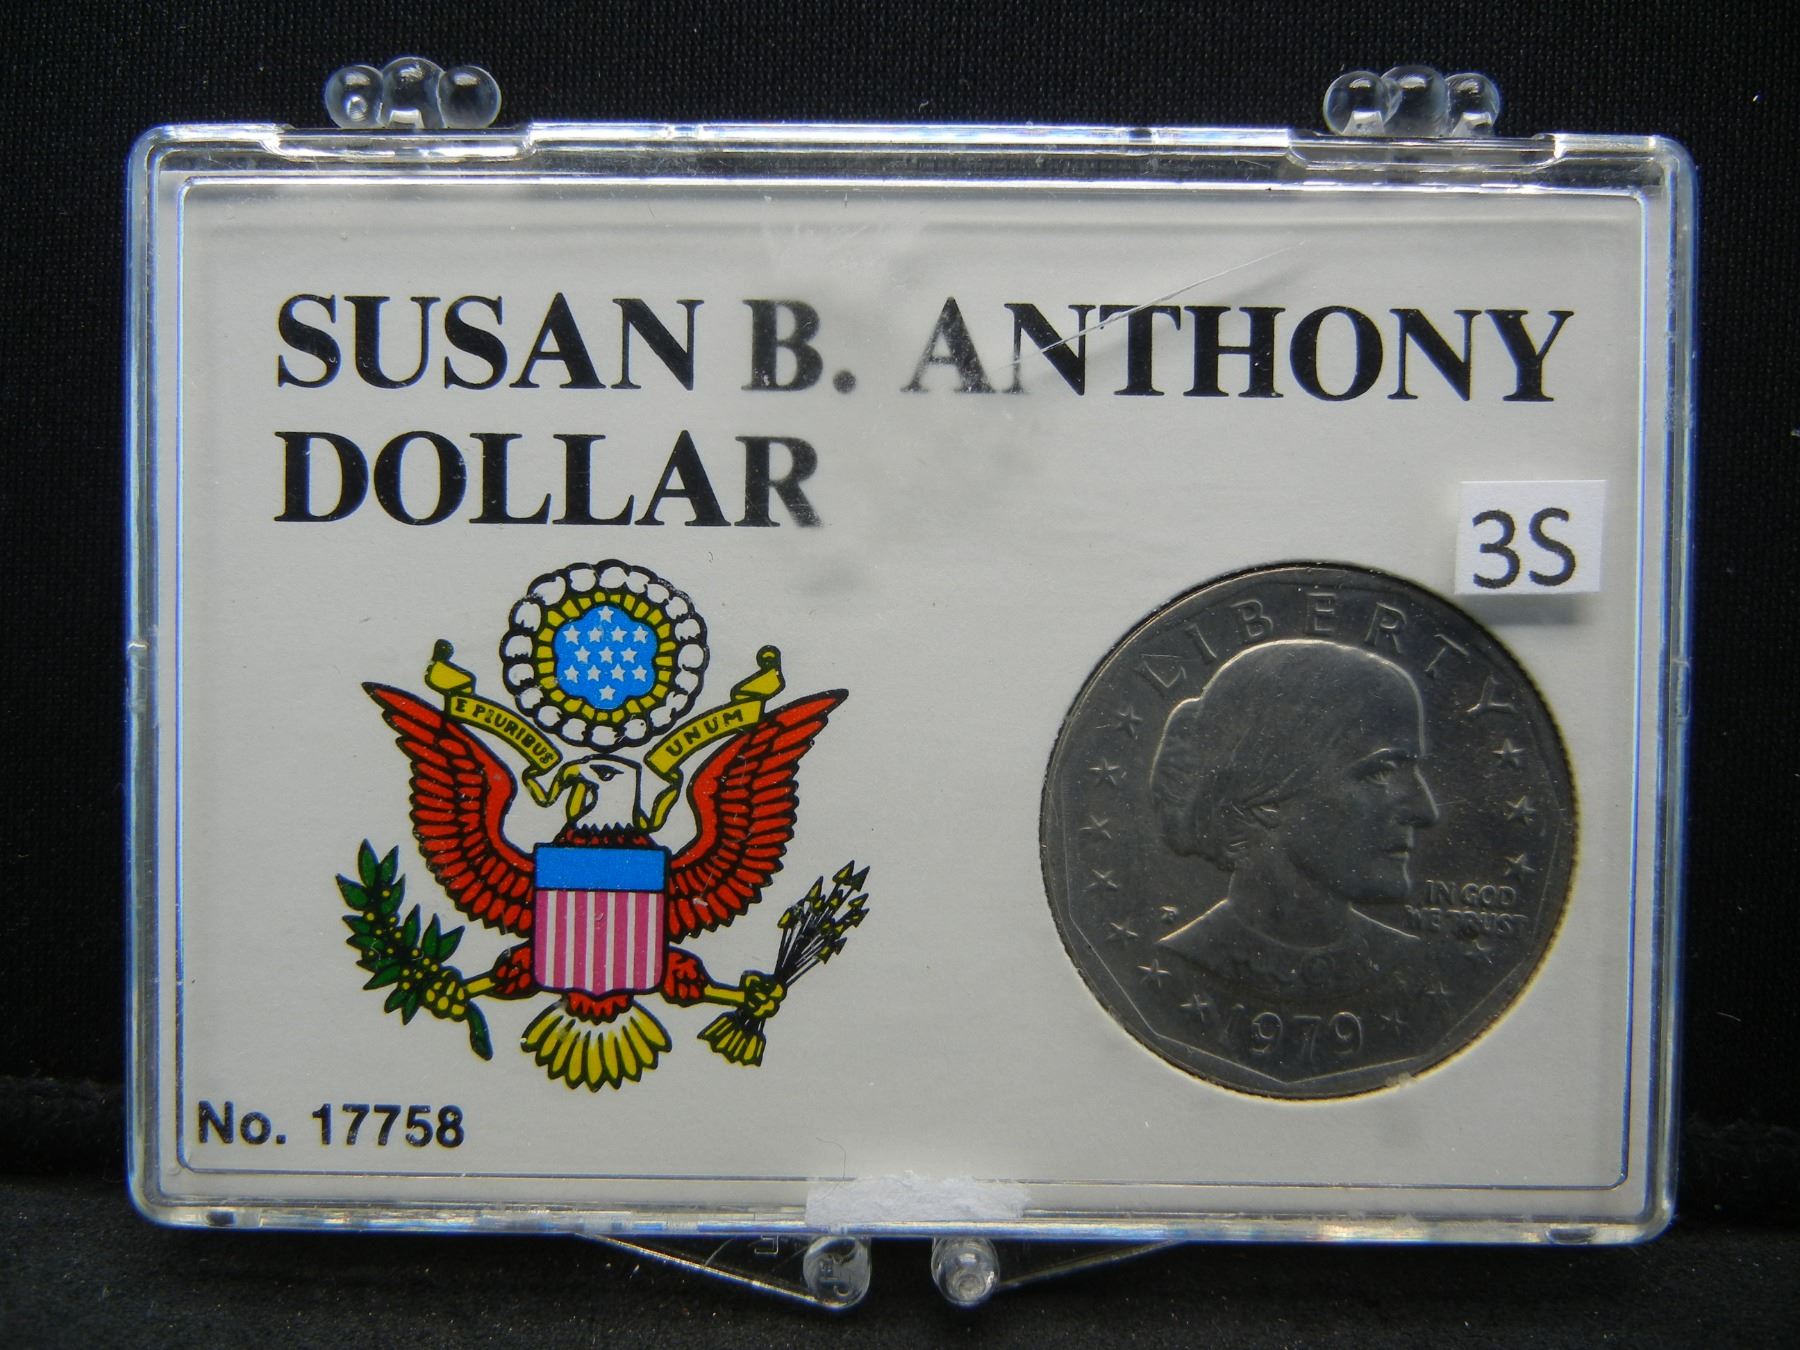 SUSAN B. ANTHONY
DOLLAR
3S
E PLURIBUS UNUM
LIBERTY
IN GOD
WE TRUST
1979
No. 17758